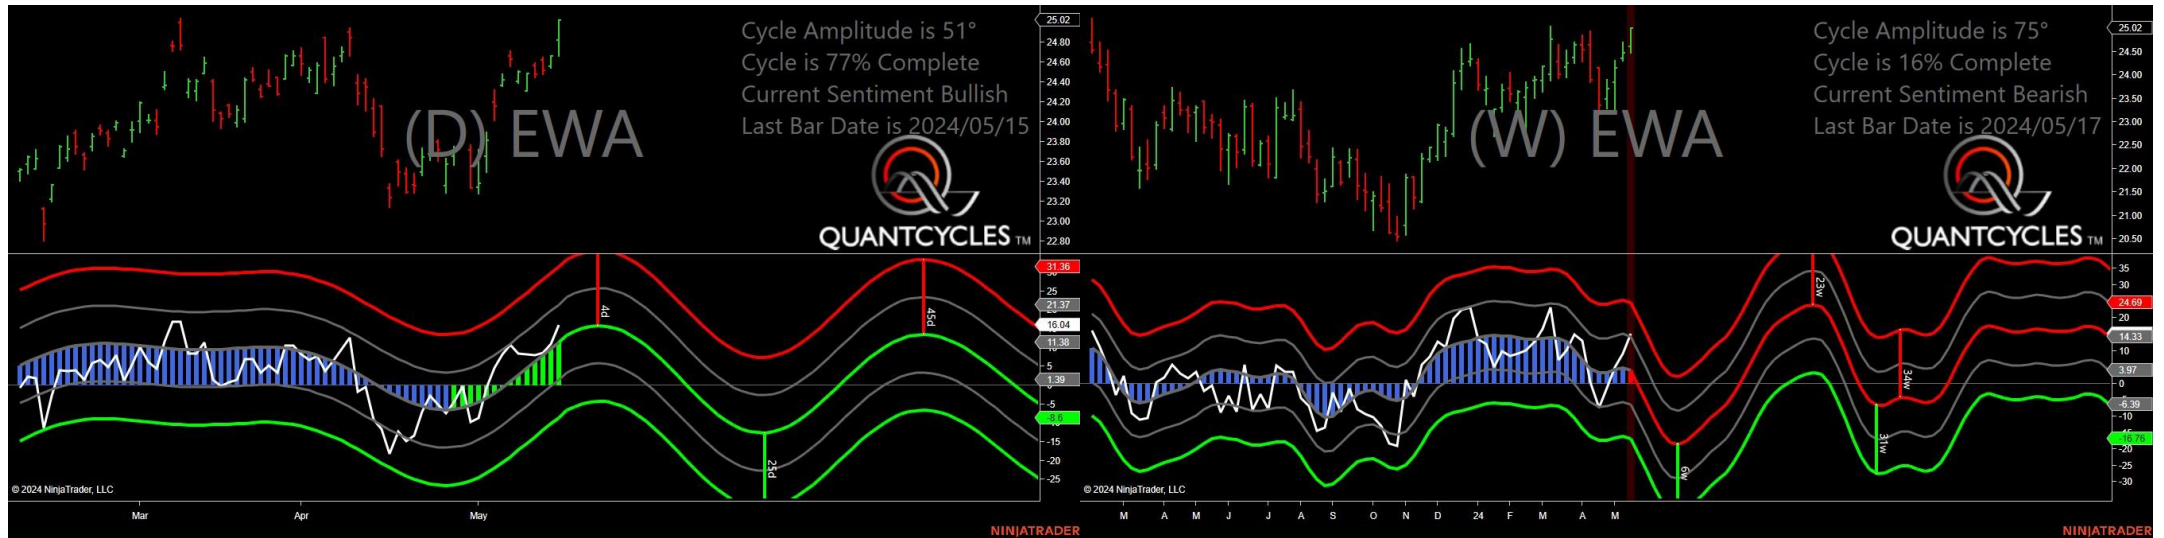 Cycle Amplitude is 51°
Cycle is 77% Complete
Current Sentiment Bullish
Last Bar Date is 2024/05/15
(D) EWA
QUANTCYCLES TM
25.02
24.80
24.60
24.40
24.20
24.00
23.80
23.60
23.40
23.20
23.00
22.80
31.36
25
21.37
16.04
11.38
5
1.39
-5
-8.6
-15
-20
-25
4d
45d
25d
© 2024 NinjaTrader, LLC
Mar
Apr
May
NINJATRADER
Cycle Amplitude is 75°
Cycle is 16% Complete
Current Sentiment Bearish
Last Bar Date is 2024/05/17
(W) EWA
QUANTCYCLES TM
25.02
24.50
24.00
23.50
23.00
22.50
22.00
21.50
21.00
20.50
35
30
24.69
20
14.33
10
3.97
0
-6.39
-10
-16.76
-20
-25
-30
23w
34w
31w
6w
© 2024 NinjaTrader, LLC
M A M J J A S O N D 24 F M A M
NINJATRADER